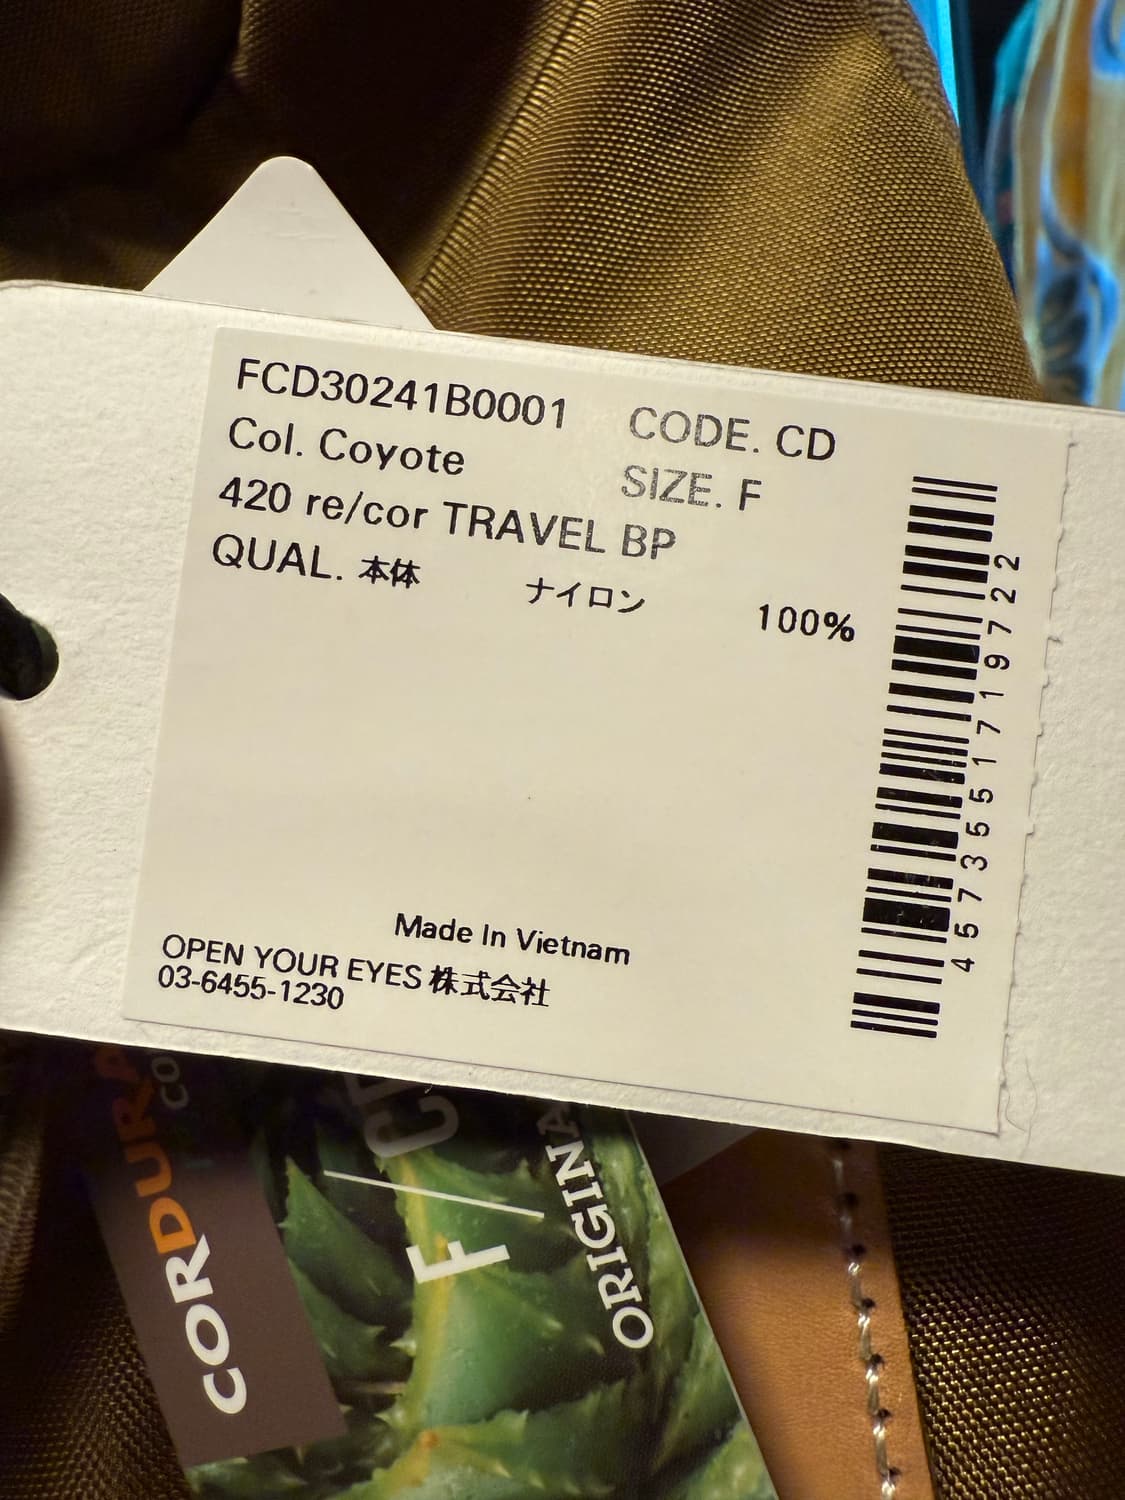 FCD30241B0001
CODE. CD
Col. Coyote
SIZE. F
420 re/cor TRAVEL BP
QUAL. 本体 ナイロン 100%
4573551719722
Made In Vietnam
OPEN YOUR EYES 株式会社
03-6455-1230
CORDURA
F/CE
ORIGINA